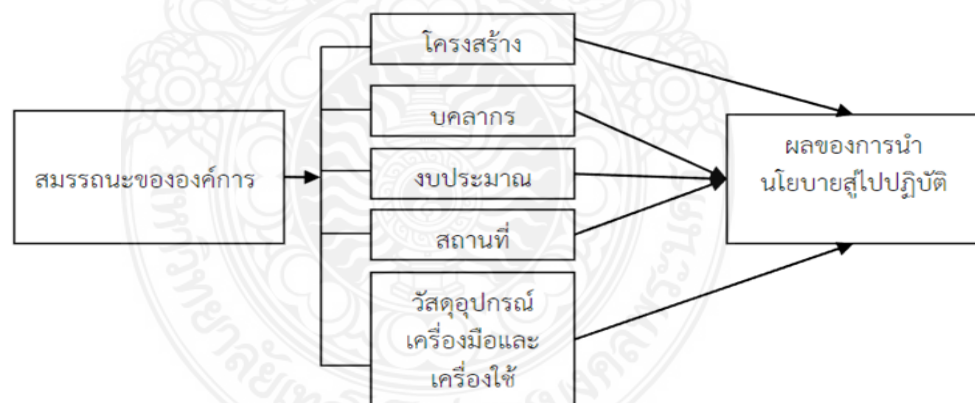 โครงสร้าง
บคลากร
สมรรถนะขององค์การ
งบประมาณ
สถานที่
วัสดุอุปกรณ์
เครื่องมือและ
เครื่องใช้
ผลของการนำ
นโยบายสู่ไปปฏิบัติ